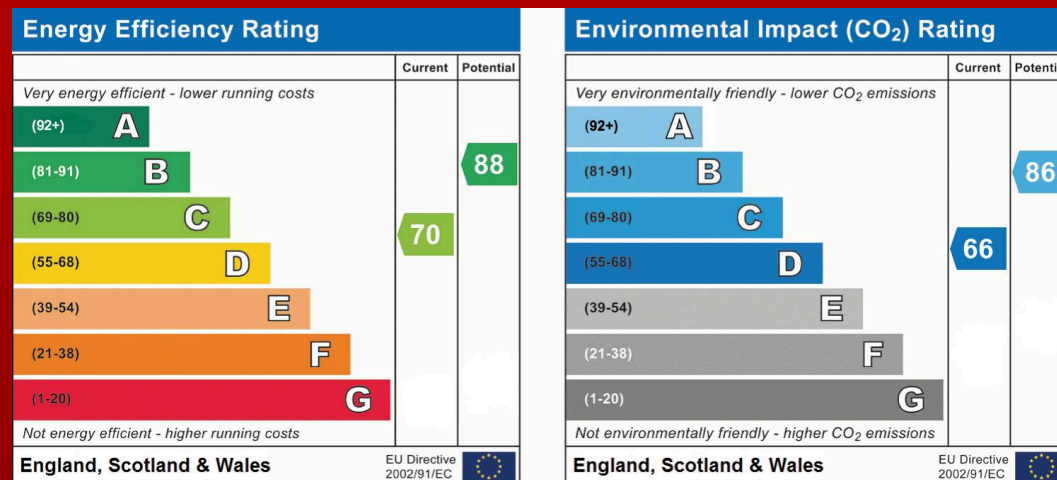 Energy Efficiency Rating
Current Potential
Very energy efficient - lower running costs
(92+) A
(81-91) B
88
(69-80) C
70
(55-68) D
(39-54) E
(21-38) F
(1-20) G
Not energy efficient - higher running costs
England, Scotland & Wales
EU Directive
2002/91/EC
Environmental Impact (CO₂) Rating
Current Potenti
Very environmentally friendly - lower CO₂ emissions
(92+) A
(81-91) B
86
(69-80) C
(55-68) D
66
(39-54) E
(21-38) F
(1-20) G
Not environmentally friendly - higher CO₂ emissions
England, Scotland & Wales
EU Directive
2002/91/EC